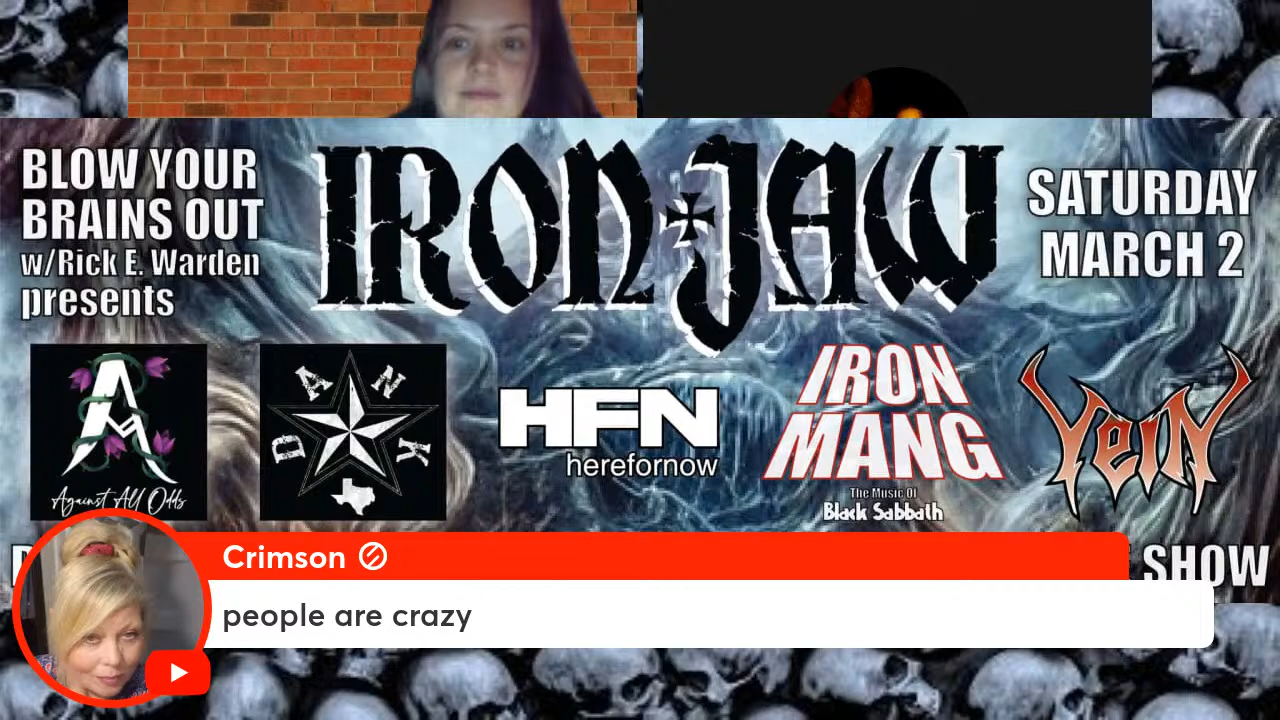 BLOW YOUR
BRAINS OUT
w/Rick E. Warden
presents
IRON JAW
SATURDAY
MARCH 2
A
Against All Odds
DANK
HFN
herefornow
IRON
MANG
The Music Of
Black Sabbath
VEIN
SHOW
Crimson
people are crazy